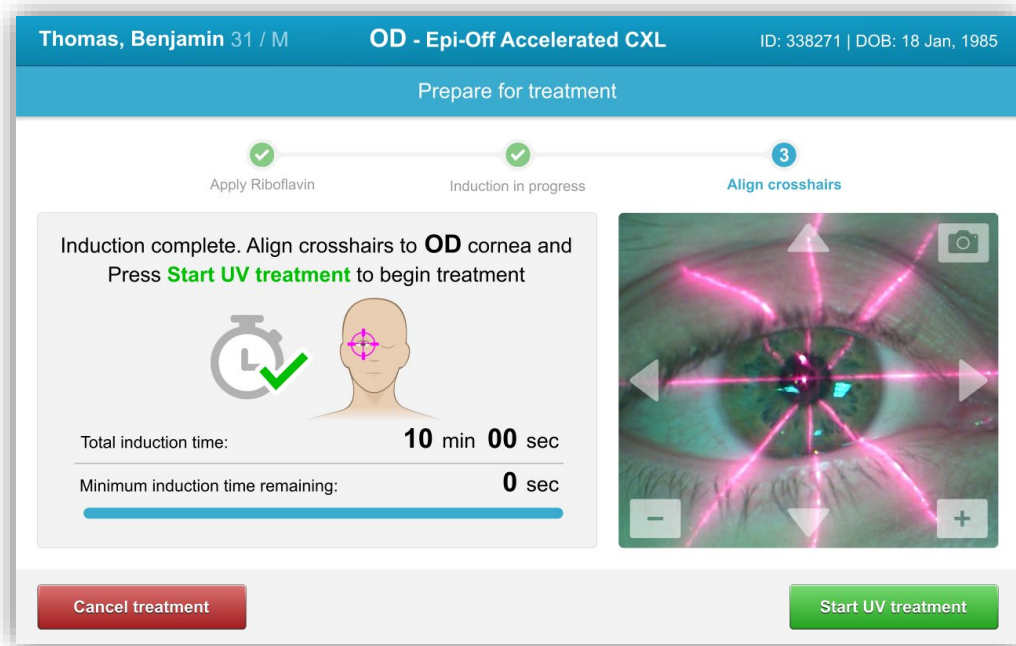 Thomas, Benjamin 31 / M OD - Epi-Off Accelerated CXL ID: 338271 | DOB: 18 Jan, 1985
Prepare for treatment
3
Apply Riboflavin Induction in progress Align crosshairs
Induction complete. Align crosshairs to OD cornea and
Press Start UV treatment to begin treatment
Total induction time: 10 min 00 sec
Minimum induction time remaining: 0 sec
Cancel treatment Start UV treatment